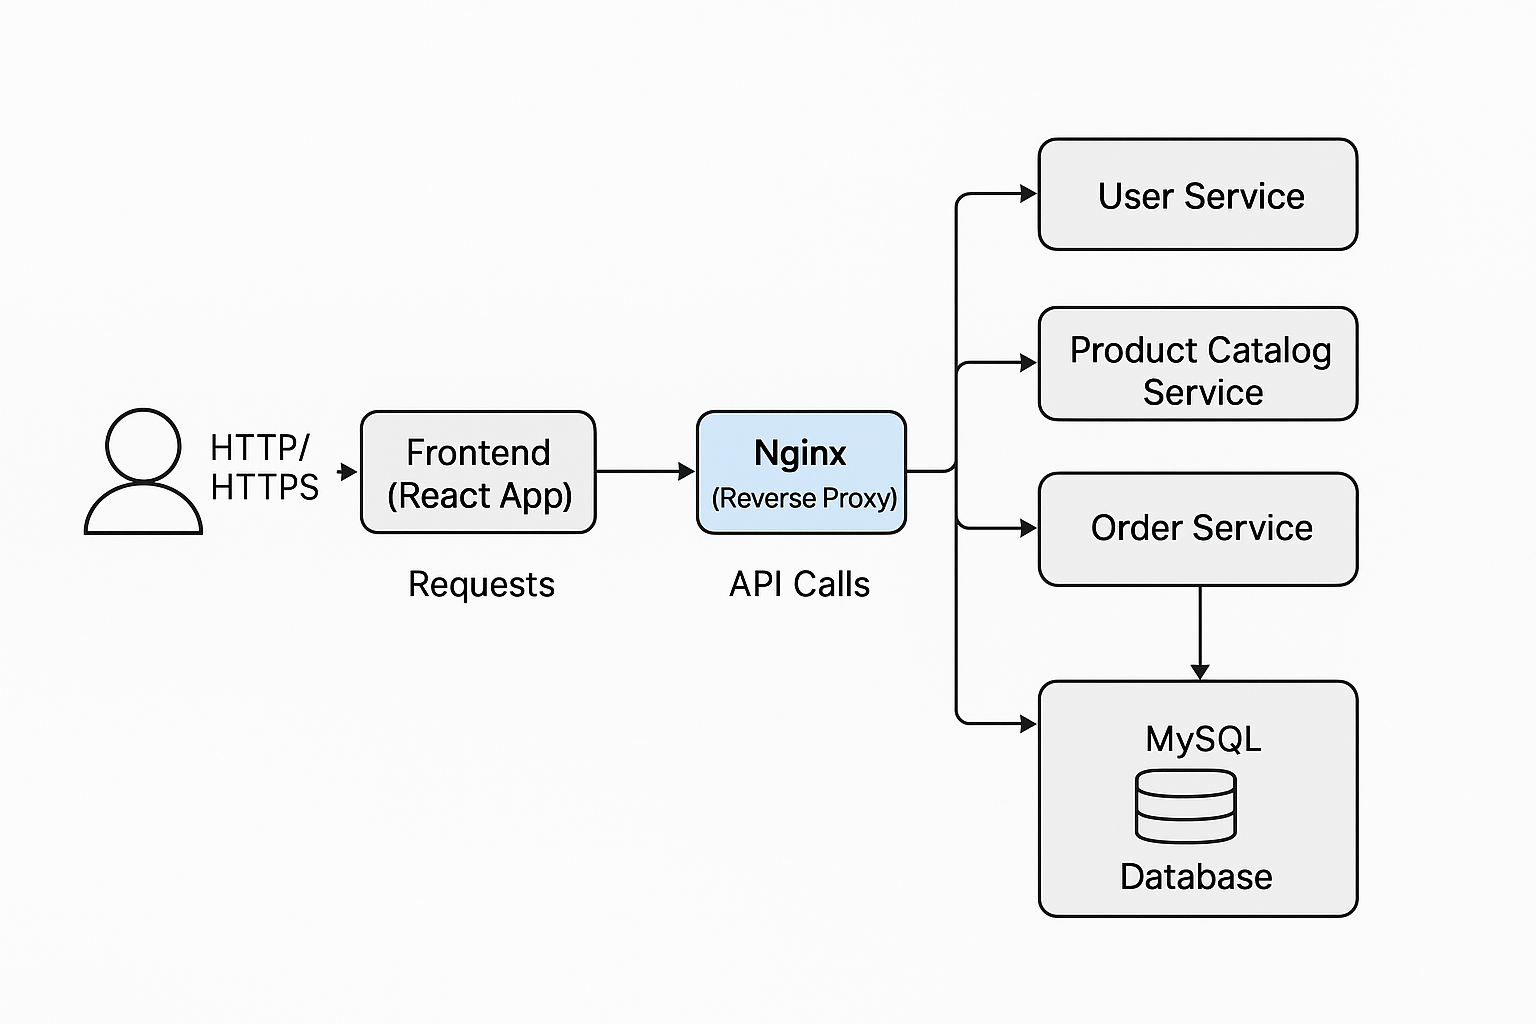 HTTP/
HTTPS
Frontend
(React App)
Requests
Nginx
(Reverse Proxy)
API Calls
User Service
Product Catalog
Service
Order Service
MySQL
Database